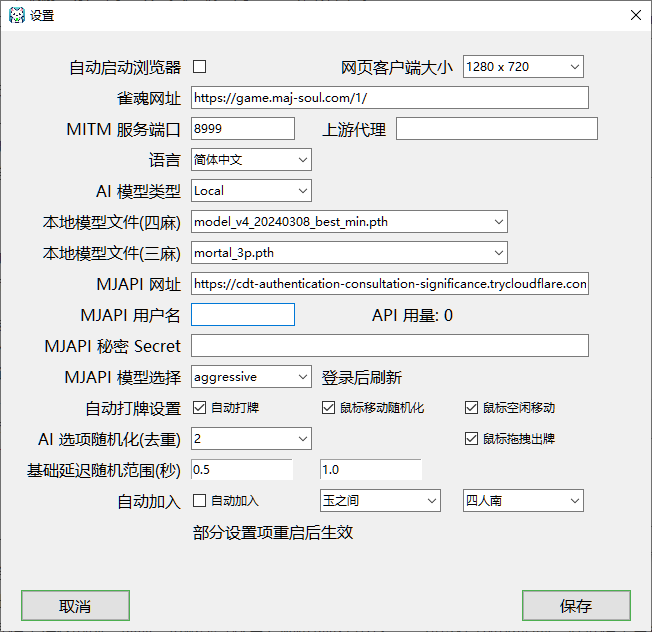 设置
自动启动浏览器 网页客户端大小 1280 x 720
雀魂网址 https://game.maj-soul.com/1/
MITM 服务端口 8999 上游代理
语言 简体中文
AI 模型类型 Local
本地模型文件(四麻) model_v4_20240308_best_min.pth
本地模型文件(三麻) mortal_3p.pth
MJAPI 网址 https://cdt-authentication-consultation-significance.trycloudflare.con
MJAPI 用户名 API 用量: 0
MJAPI 秘密 Secret
MJAPI 模型选择 aggressive 登录后刷新
自动打牌设置 自动打牌 鼠标移动随机化 鼠标空闲移动
AI 选项随机化(去重) 2 鼠标拖拽出牌
基础延迟随机范围(秒) 0.5 1.0
自动加入 自动加入 玉之间 四人南
部分设置项重启后生效
取消 保存